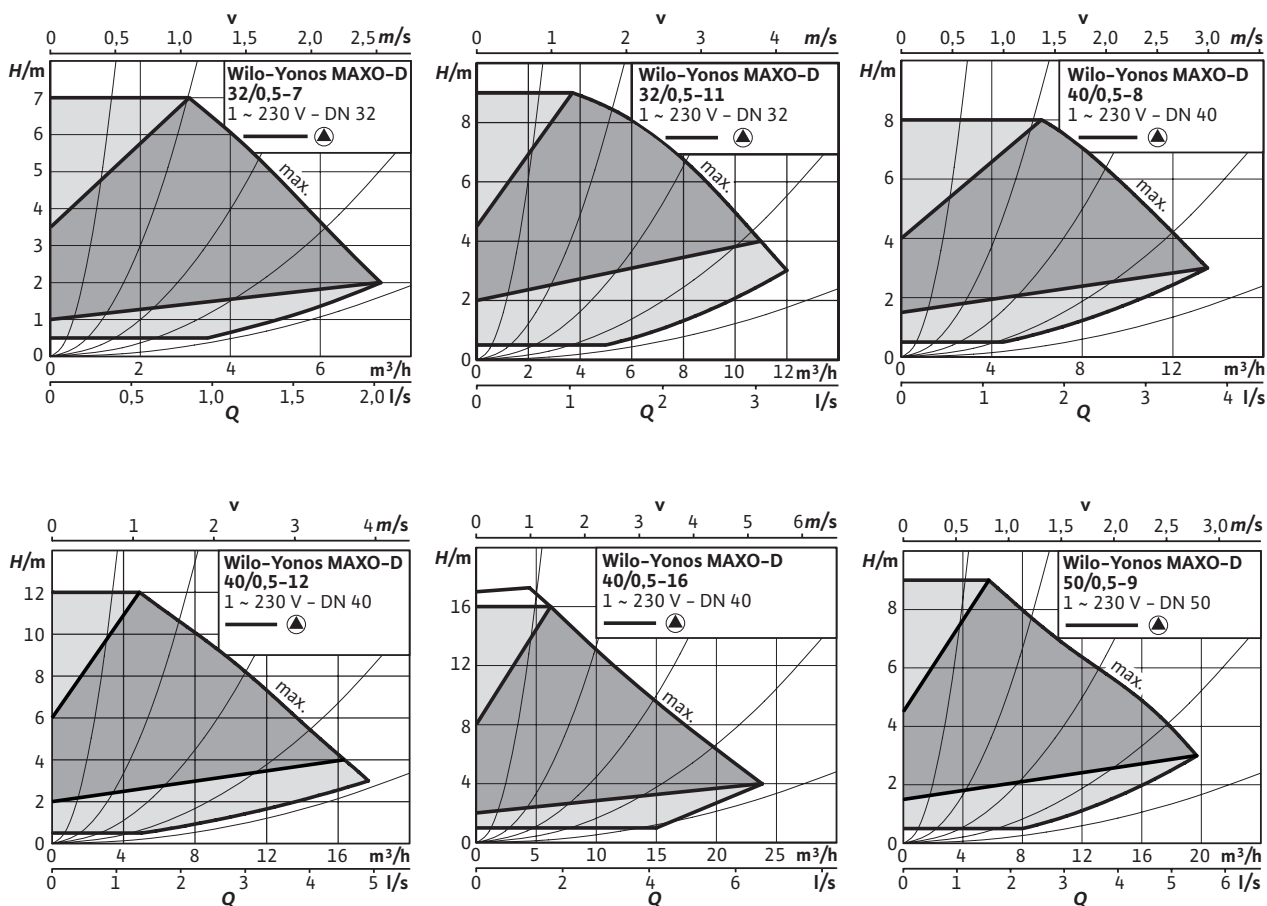 v
0 0,5 1,0 1,5 2,0 2,5 m/s
H/m
Wilo-Yonos MAXO-D
32/0,5-7
1 ~ 230 V – DN 32
max.
7
6
5
4
3
2
1
0
0 2 4 6 m³/h
0 0,5 1,0 1,5 2,0 l/s
Q
v
0 1 2 3 4 m/s
H/m
Wilo-Yonos MAXO-D
32/0,5-11
1 ~ 230 V – DN 32
max.
8
6
4
2
0
0 2 4 6 8 10 12 m³/h
0 1 2 3 l/s
Q
v
0 0,5 1,0 1,5 2,0 2,5 3,0 m/s
H/m
Wilo-Yonos MAXO-D
40/0,5-8
1 ~ 230 V – DN 40
max.
8
6
4
2
0
0 4 8 12 m³/h
0 1 2 3 4 l/s
Q
v
0 1 2 3 4 m/s
H/m
Wilo-Yonos MAXO-D
40/0,5-12
1 ~ 230 V – DN 40
max.
12
10
8
6
4
2
0
0 4 8 12 16 m³/h
0 1 2 3 4 5 l/s
Q
v
0 1 2 3 4 5 6 m/s
H/m
Wilo-Yonos MAXO-D
40/0,5-16
1 ~ 230 V – DN 40
max.
16
12
8
4
0
0 5 10 15 20 25 m³/h
0 2 4 6 l/s
Q
v
0 0,5 1,0 1,5 2,0 2,5 3,0 m/s
H/m
Wilo-Yonos MAXO-D
50/0,5-9
1 ~ 230 V – DN 50
max.
8
6
4
2
0
0 4 8 12 16 20 m³/h
0 1 2 3 4 5 6 l/s
Q